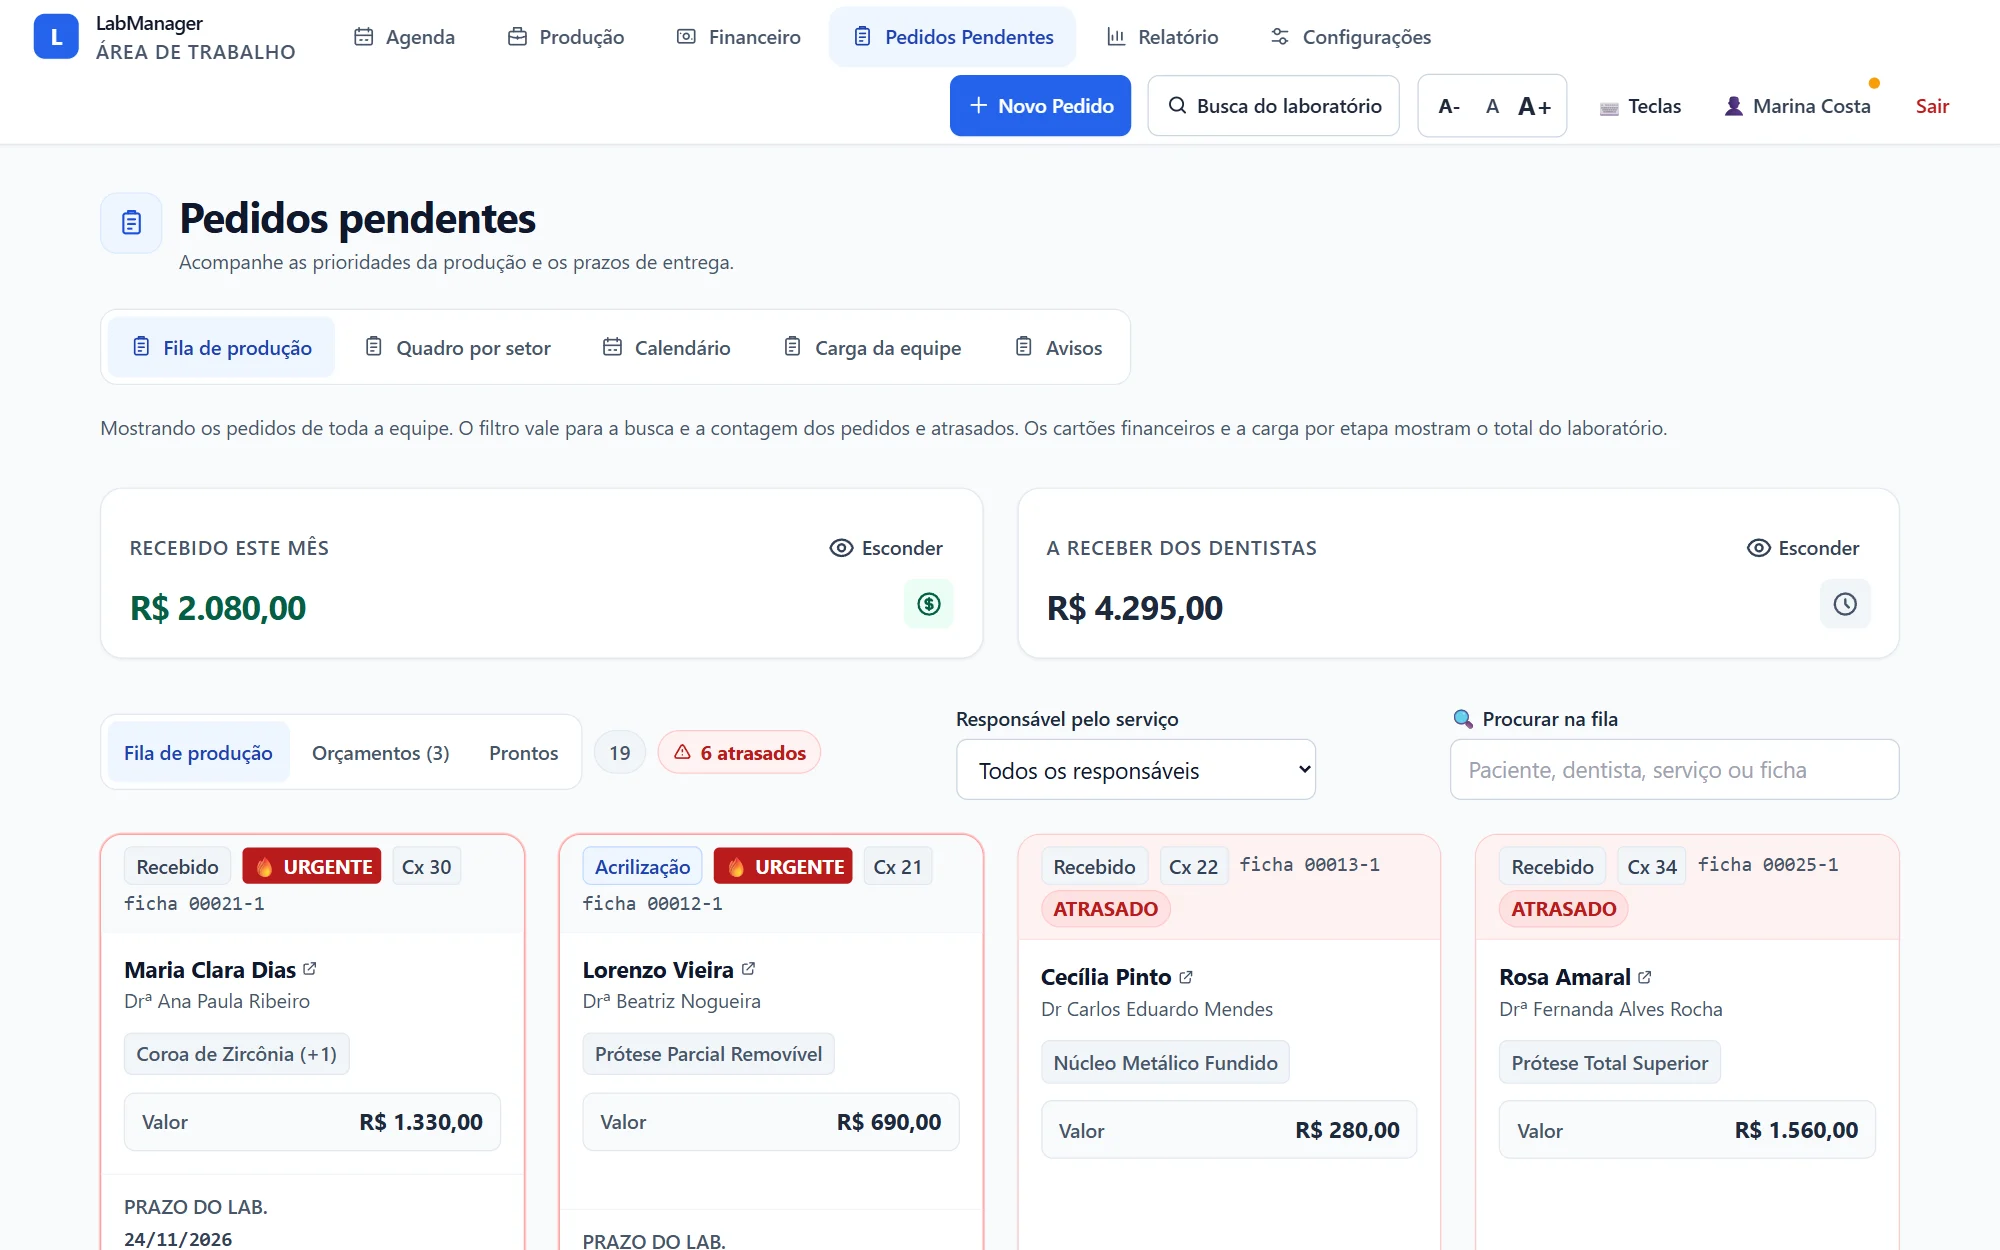 L
LabManager
ÁREA DE TRABALHO
Agenda
Produção
Financeiro
Pedidos Pendentes
Relatório
Configurações
+ Novo Pedido
Busca do laboratório
A-
A
A+
Teclas
Marina Costa
Sair
Pedidos pendentes
Acompanhe as prioridades da produção e os prazos de entrega.
Fila de produção
Quadro por setor
Calendário
Carga da equipe
Avisos
Mostrando os pedidos de toda a equipe. O filtro vale para a busca e a contagem dos pedidos e atrasados. Os cartões financeiros e a carga por etapa mostram o total do laboratório.
RECEBIDO ESTE MÊS
Esconder
R$ 2.080,00
A RECEBER DOS DENTISTAS
Esconder
R$ 4.295,00
Fila de produção
Orçamentos (3)
Prontos
19
6 atrasados
Responsável pelo serviço
Todos os responsáveis
Procurar na fila
Paciente, dentista, serviço ou ficha
Recebido
URGENTE
Cx 30
ficha 00021-1
Maria Clara Dias
Drª Ana Paula Ribeiro
Coroa de Zircônia (+1)
Valor
R$ 1.330,00
PRAZO DO LAB.
24/11/2026
Acrilização
URGENTE
Cx 21
ficha 00012-1
Lorenzo Vieira
Drª Beatriz Nogueira
Prótese Parcial Removível
Valor
R$ 690,00
PRAZO DO LAB.
Recebido
Cx 22
ficha 00013-1
ATRASADO
Cecília Pinto
Dr Carlos Eduardo Mendes
Núcleo Metálico Fundido
Valor
R$ 280,00
Recebido
Cx 34
ficha 00025-1
ATRASADO
Rosa Amaral
Drª Fernanda Alves Rocha
Prótese Total Superior
Valor
R$ 1.560,00